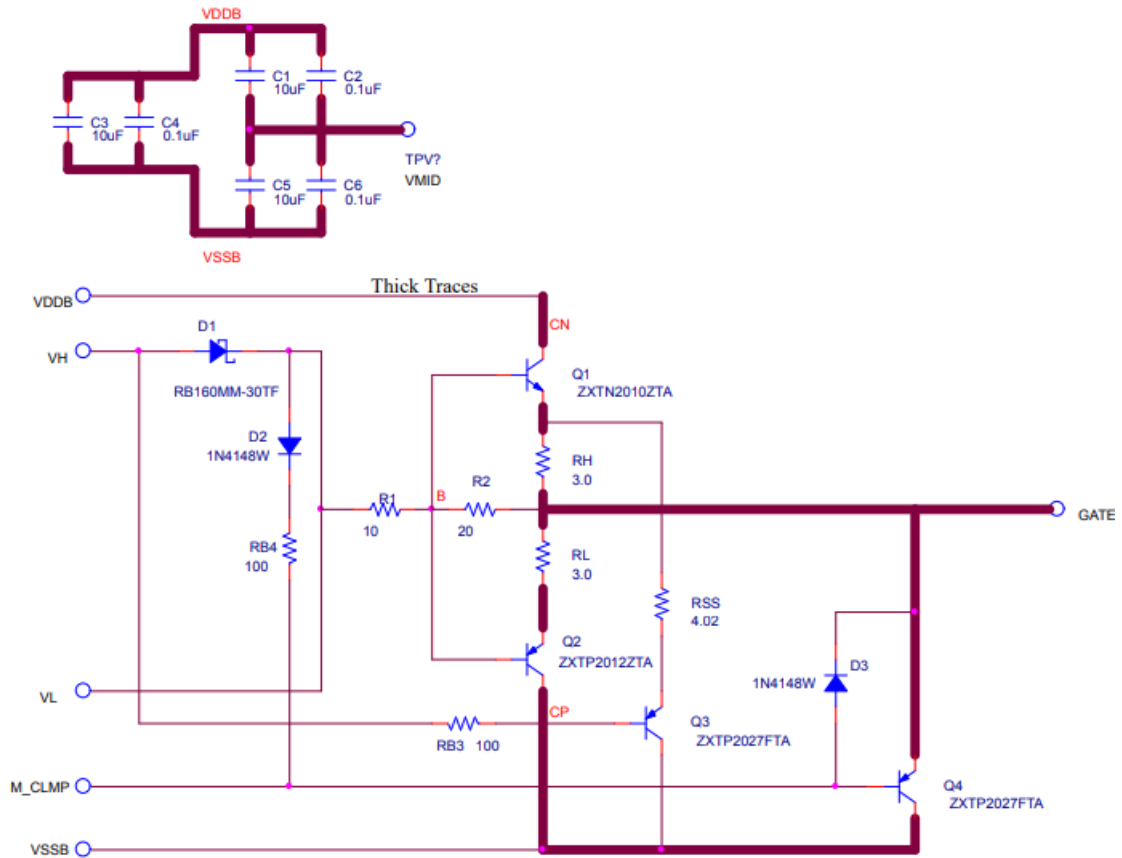 VDDB
C1
10uF
C2
0.1uF
C3
10uF
C4
0.1uF
TPV?
VMID
C5
10uF
C6
0.1uF
VSSB
Thick Traces
VDDB
CN
D1
VH
RB160MM-30TF
Q1
ZXTN2010ZTA
D2
1N4148W
RH
3.0
R1
10
B
R2
20
GATE
RB4
100
RL
3.0
RSS
4.02
Q2
ZXTP2012ZTA
D3
1N4148W
VL
CP
RB3 100
Q3
ZXTP2027FTA
M_CLMP
Q4
ZXTP2027FTA
VSSB